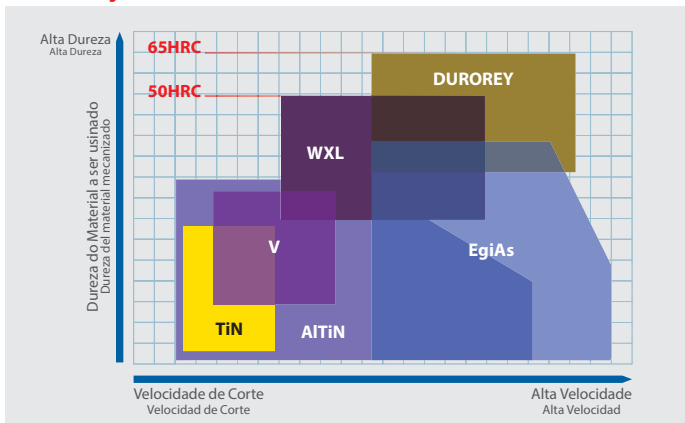 Alta Dureza
Alta Dureza
65HRC
50HRC
Dureza do Material a ser usinado
Dureza del material mecanizado
DUROREY
WXL
V
EgiAs
TiN
AlTiN
Velocidade de Corte
Velocidad de Corte
Alta Velocidade
Alta Velocidad